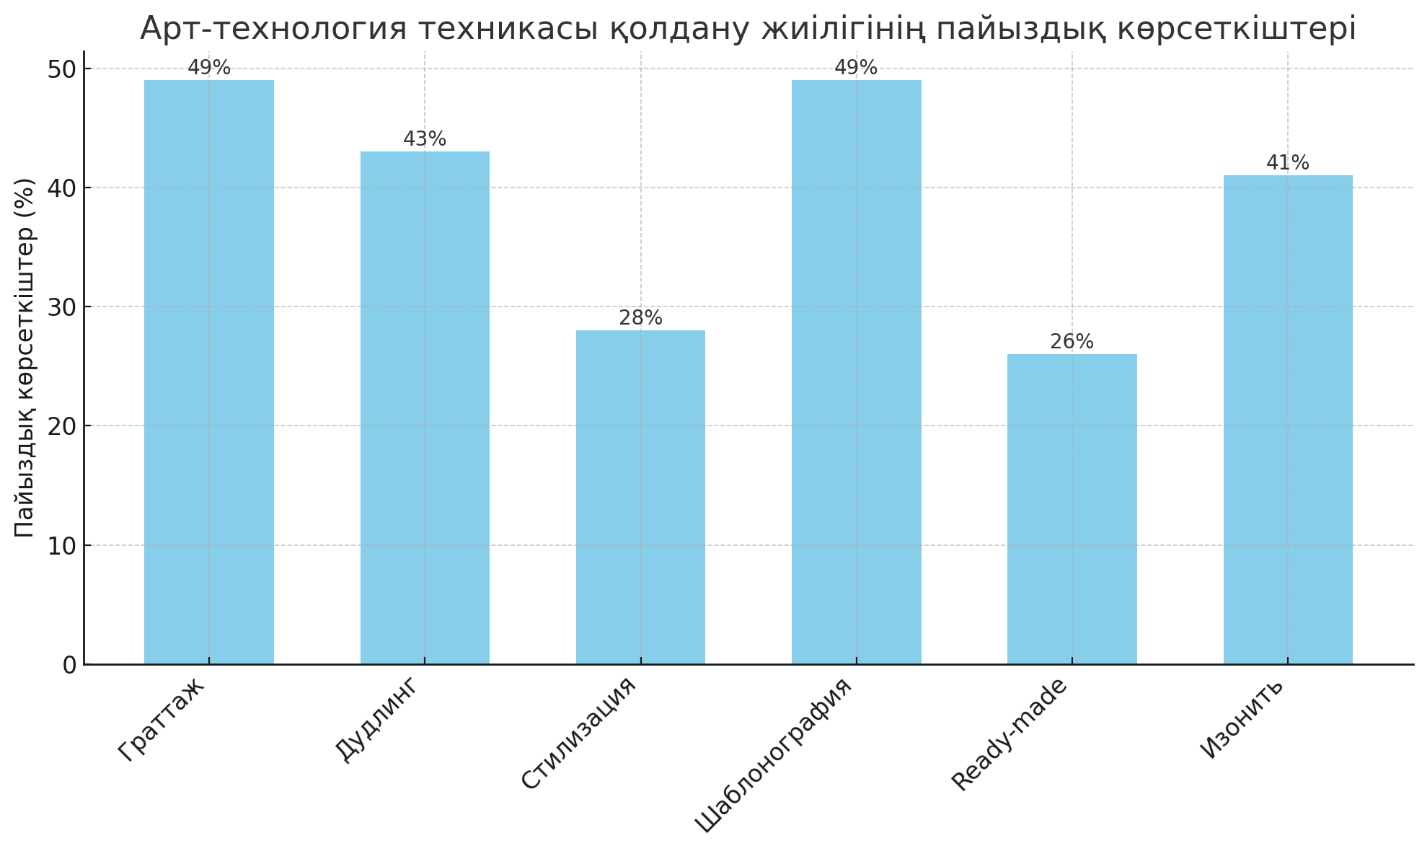 Арт-технология техникасы қолдану жиілігінің пайыздық көрсеткіштері
Пайыздық көрсеткіштер (%)
50
40
30
20
10
0
49%
43%
28%
49%
26%
41%
Граттаж
Дудлинг
Стилизация
Шаблонография
Ready-made
Изонить